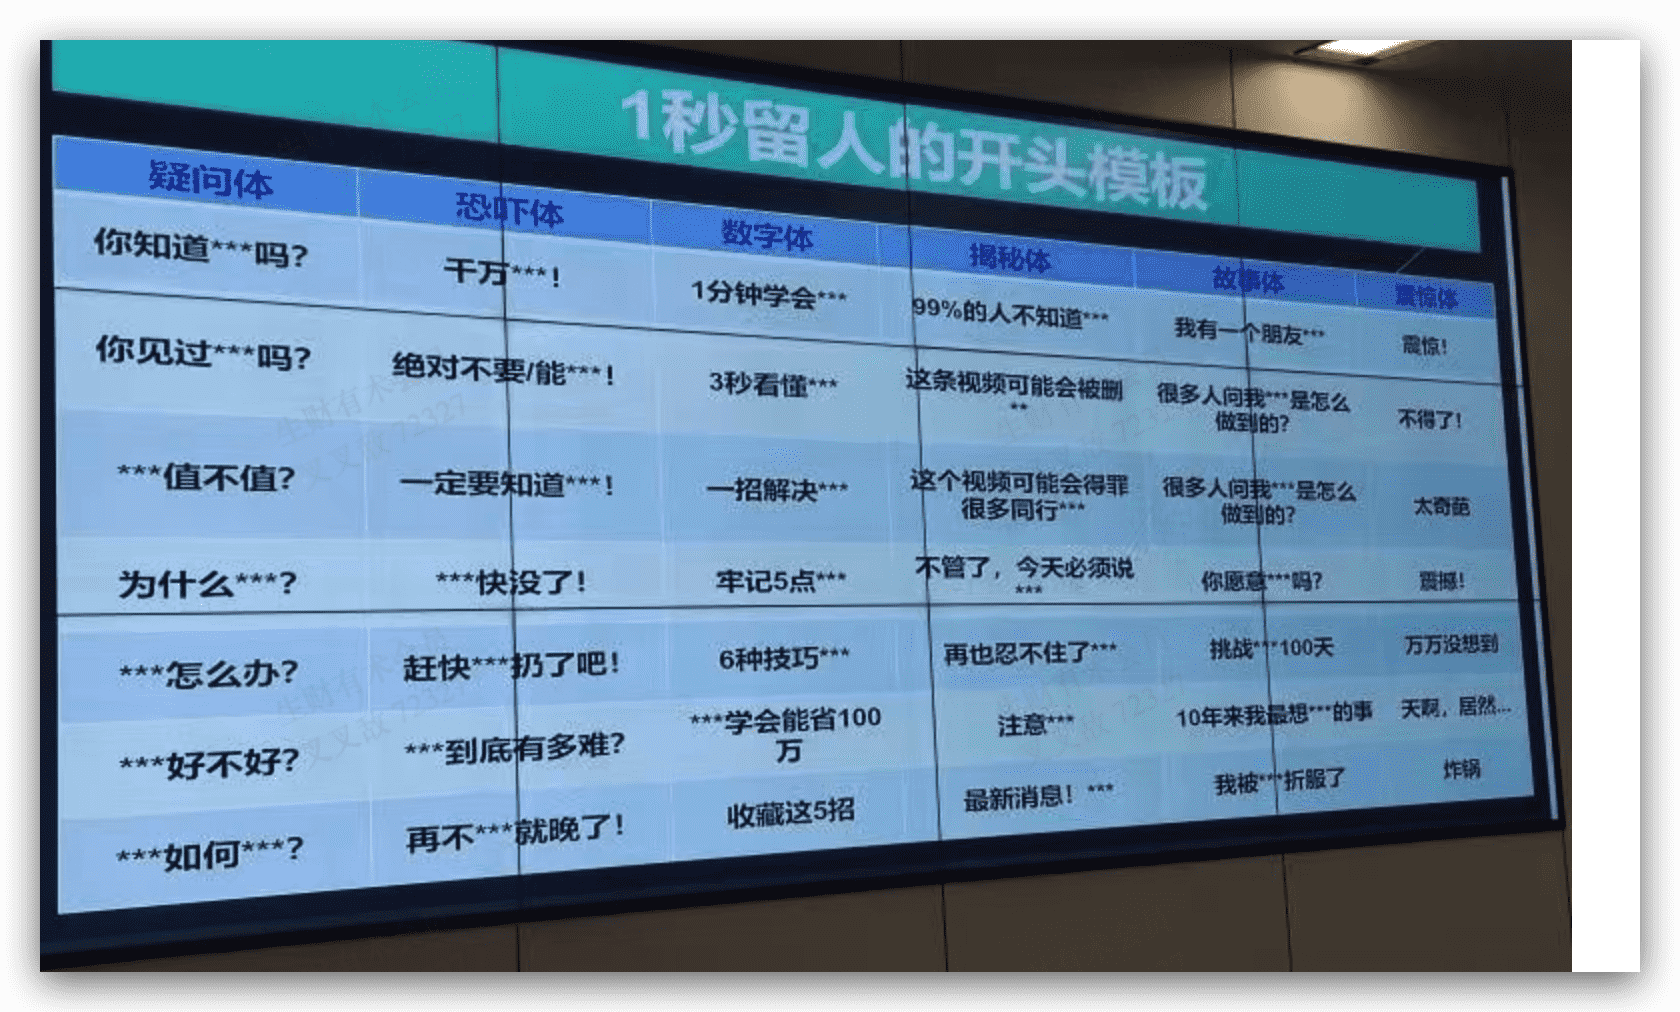 1秒留人的开头模板
疑问体 恐吓体 数字体 揭秘体 故事体 震惊体
你知道***吗? 千万***! 1分钟学会*** 99%的人不知道*** 我有一个朋友*** 震惊!
你见过***吗? 绝对不要/能***! 3秒看懂*** 这条视频可能会被删** 很多人问我***是怎么做到的? 不得了!
***值不值? 一定要知道***! 一招解决*** 这个视频可能会得罪很多同行*** 很多人问我***是怎么做到的? 太奇葩
为什么***? ***快没了! 牢记5点*** 不管了，今天必须说*** 你愿意***吗? 震撼!
***怎么办? 赶快***扔了吧! 6种技巧*** 再也忍不住了*** 挑战***100天 万万没想到
***好不好? ***到底有多难? ***学会能省100万 注意*** 10年来我最想***的事 天啊，居然...
***如何***? 再不***就晚了! 收藏这5招 最新消息! *** 我被***折服了 炸锅